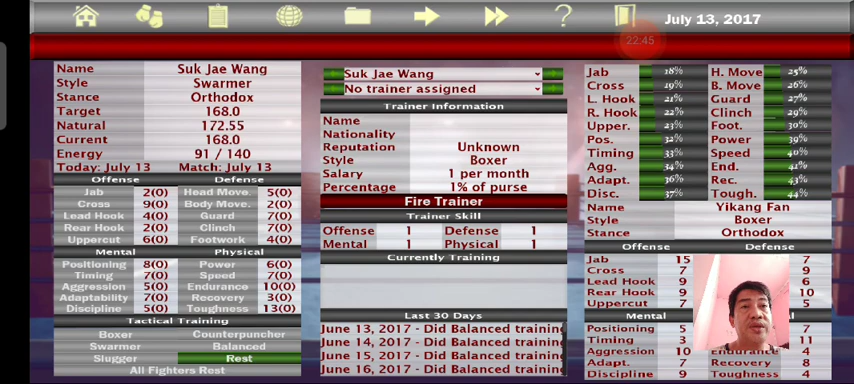 July 13, 2017
22:45
Name Suk Jae Wang
Style Swarmer
Stance Orthodox
Target 168.0
Natural 172.55
Current 168.0
Energy 91 / 140
Today: July 13 Match: July 13
Offense Defense
Jab 2(0) Head Move. 5(0)
Cross 9(0) Body Move. 2(0)
Lead Hook 4(0) Guard 7(0)
Rear Hook 2(0) Clinch 7(0)
Uppercut 6(0) Footwork 4(0)
Mental Physical
Positioning 8(0) Power 6(0)
Timing 7(0) Speed 7(0)
Aggression 5(0) Endurance 10(0)
Adaptability 7(0) Recovery 3(0)
Discipline 5(0) Toughness 13(0)
Tactical Training
Boxer Counterpuncher
Swarmer Balanced
Slugger Rest
All Fighters Rest
Suk Jae Wang
No trainer assigned
Trainer Information
Name
Nationality
Reputation Unknown
Style Boxer
Salary 1 per month
Percentage 1% of purse
Fire Trainer
Trainer Skill
Offense 1 Defense 1
Mental 1 Physical 1
Currently Training
Last 30 Days
June 13, 2017 - Did Balanced training
June 14, 2017 - Did Balanced training
June 15, 2017 - Did Balanced training
June 16, 2017 - Did Balanced training
Jab 18% H. Move 25%
Cross 19% B. Move 26%
L. Hook 21% Guard 27%
R. Hook 22% Clinch 29%
Upper. 23% Foot. 30%
Pos. 32% Power 39%
Timing 33% Speed 40%
Agg. 34% End. 41%
Adapt. 36% Rec. 43%
Disc. 37% Tough. 44%
Name Yikang Fan
Style Boxer
Stance Orthodox
Offense Defense
Jab 15 7
Cross 7 9
Lead Hook 9 6
Rear Hook 9 10
Uppercut 7 5
Mental
Positioning 5 7
Timing 3 11
Aggression 10 Endurance 4
Adapt. 7 Recovery 8
Discipline 9 Toughness 4